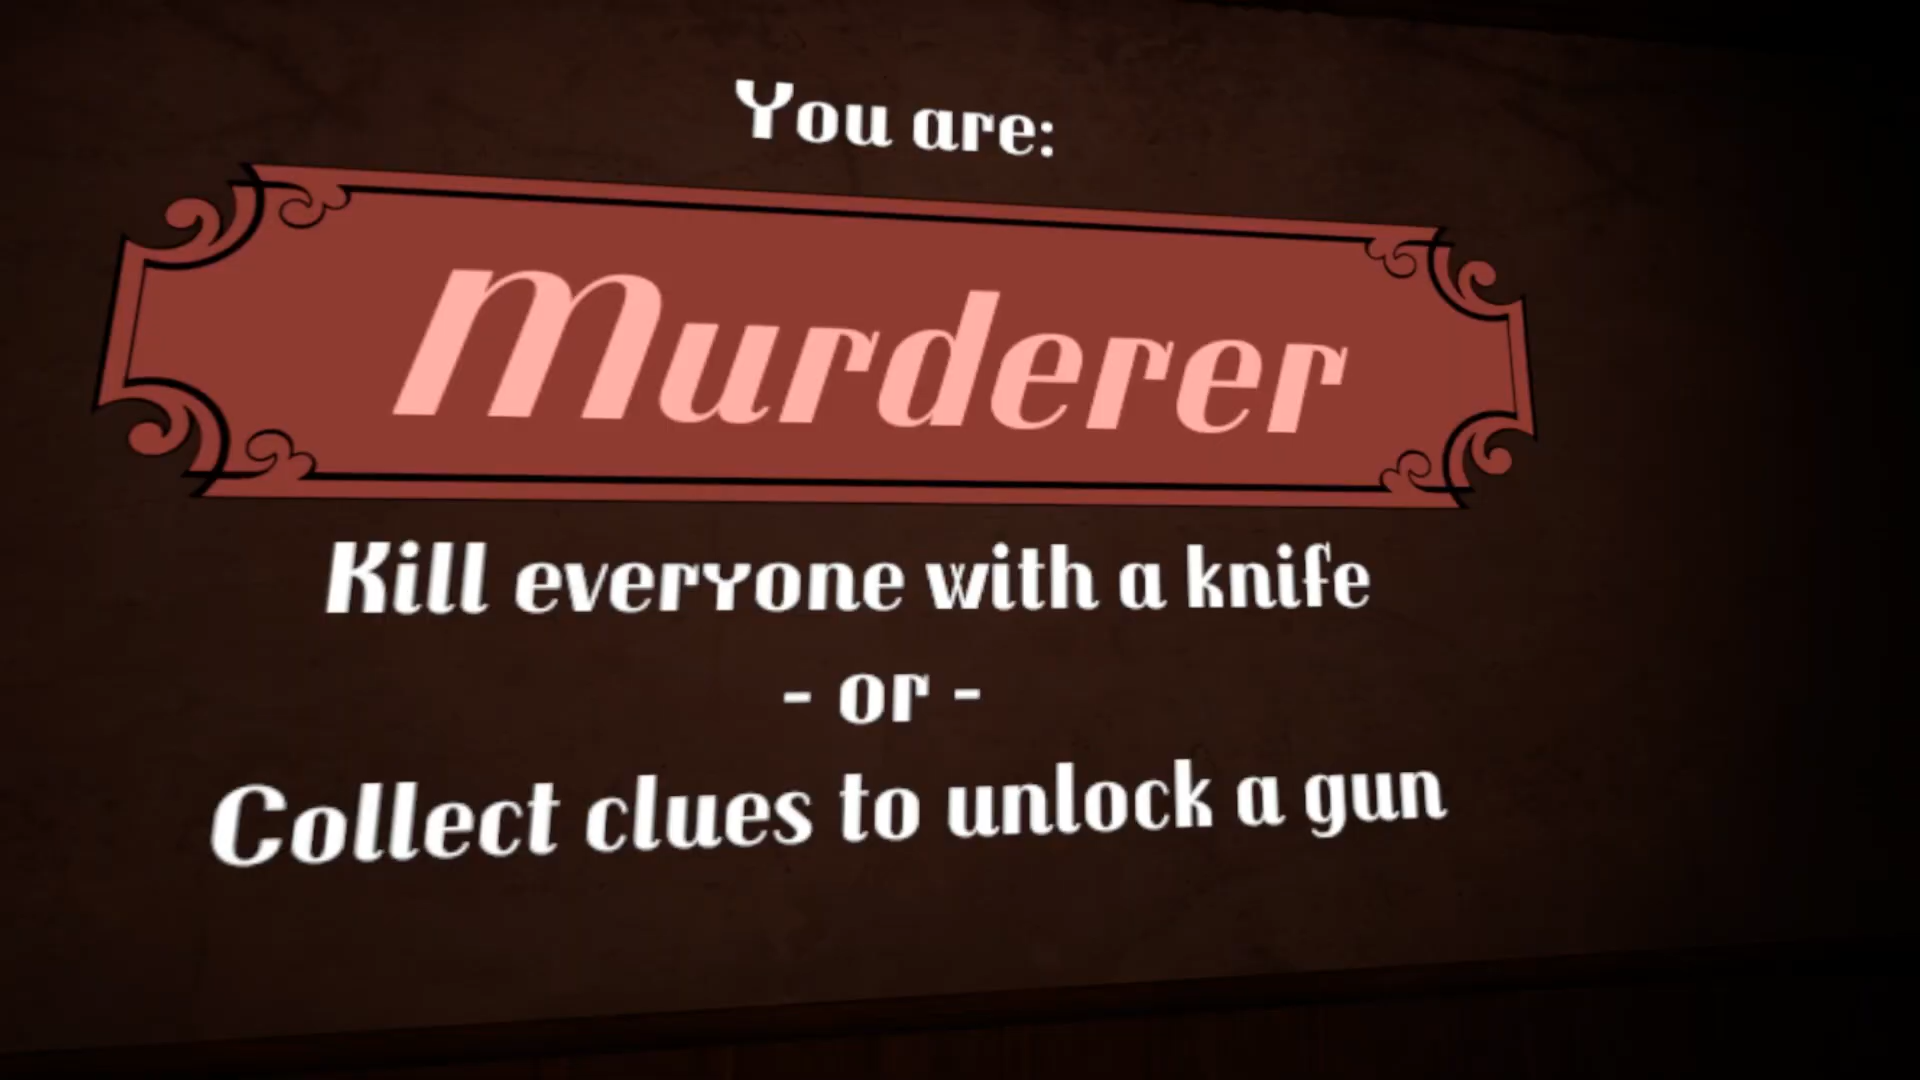 You are:
Murderer
Kill everyone with a knife
- or -
Collect clues to unlock a gun